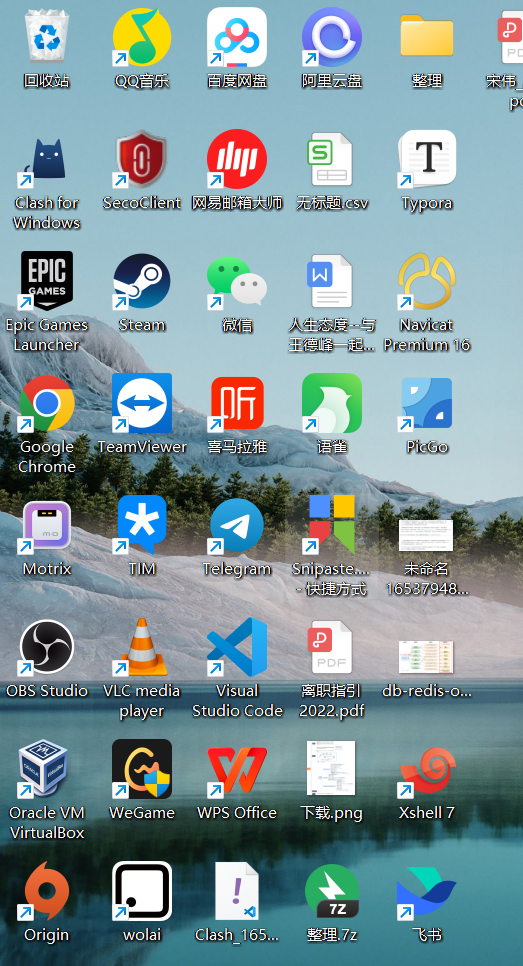 回收站
QQ音乐
百度网盘
阿里云盘
整理
宋伟_
Clash for
Windows
SecoClient
网易邮箱大师
S
无标题.csv
T
Typora
EPIC
GAMES
Epic Games
Launcher
Steam
微信
W
人生态度--与
王德峰一起...
Navicat
Premium 16
Google
Chrome
TeamViewer
听
喜马拉雅
语雀
PicGo
Motrix
TIM
Telegram
Snipaste....
- 快捷方式
未命名
16537948...
OBS Studio
VLC media
player
Visual
Studio Code
PDF
离职指引
2022.pdf
db-redis-o...
Oracle VM
VirtualBox
WeGame
WPS Office
下载.png
Xshell 7
Origin
wolai
Clash_165...
7Z
整理.7z
飞书